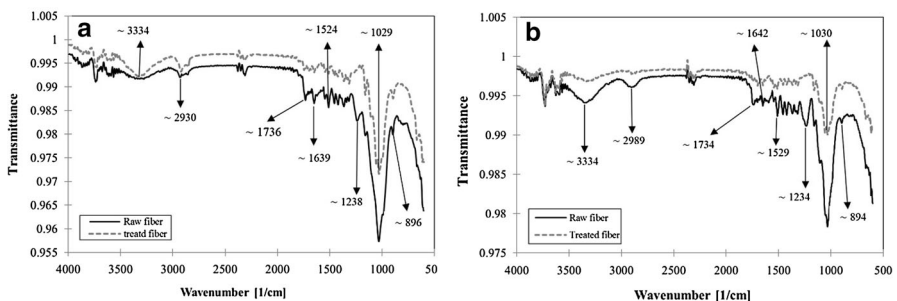 a
1.005
1
0.995
0.99
0.985
0.98
0.975
0.97
0.965
0.96
0.955
Transmittance
~ 3334
~ 1524
~ 1029
~ 2930
~ 1736
~ 1639
~ 1238
~ 896
Raw fiber
treatd fiber
4000 3500 3000 2500 2000 1500 1000 50
Wavenumber [1/cm]
b
1.005
1
0.995
0.99
0.985
0.98
0.975
Transmittance
~ 1642
~ 1030
~ 3334
~ 2989
~ 1734
~ 1529
~ 1234
~ 894
Raw fiber
Treated fiber
4000 3500 3000 2500 2000 1500 1000 500
Wavenumber [1/cm]